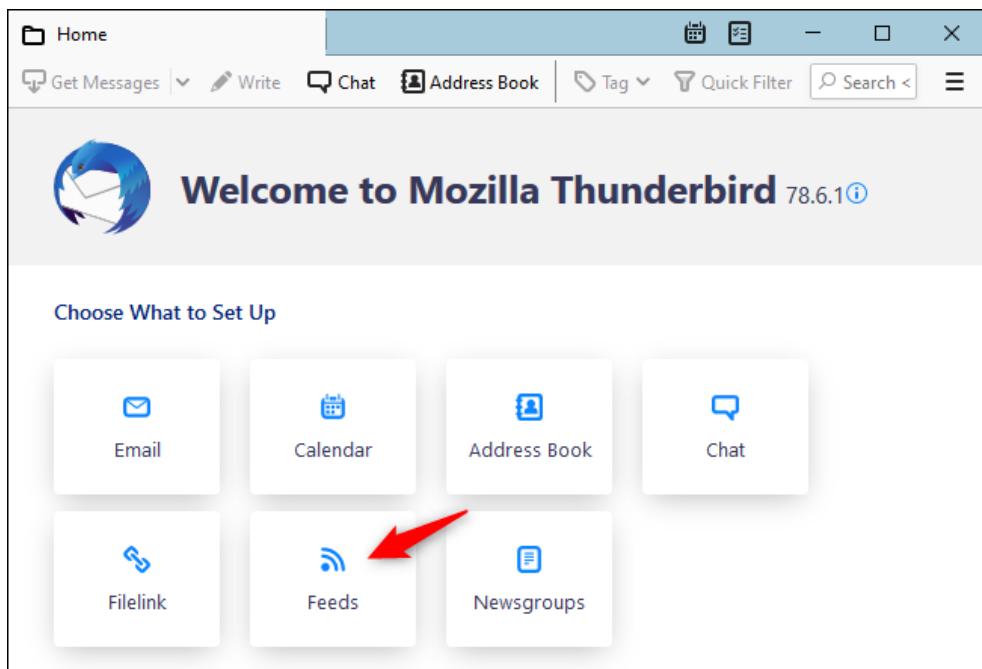 Home
Get Messages Write Chat Address Book Tag Quick Filter Search <
Welcome to Mozilla Thunderbird 78.6.1
Choose What to Set Up
Email Calendar Address Book Chat
Filelink Feeds Newsgroups